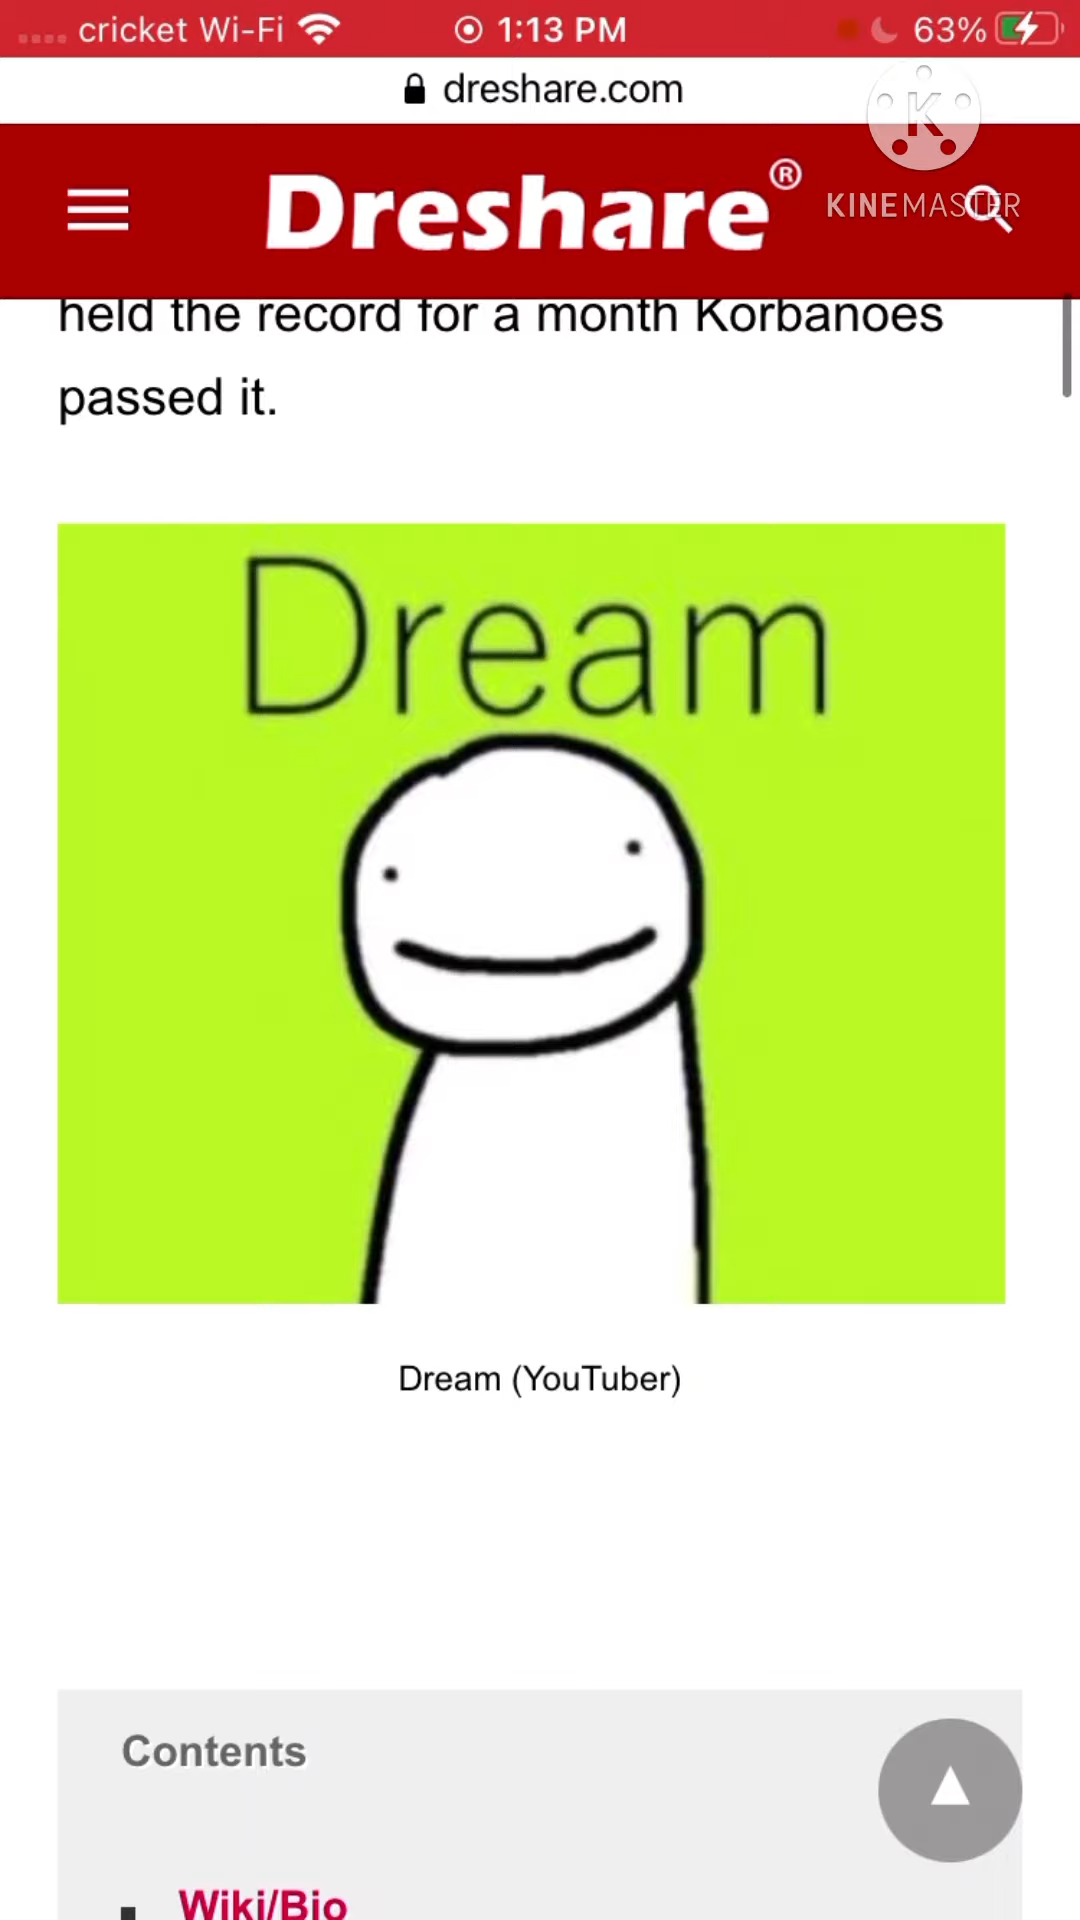 cricket Wi-Fi 1:13 PM 63%
dreshare.com
K
Dreshare®
KINEMASTER
held the record for a month Korbanoes
passed it.
Dream
Dream (YouTuber)
Contents
Wiki/Bio